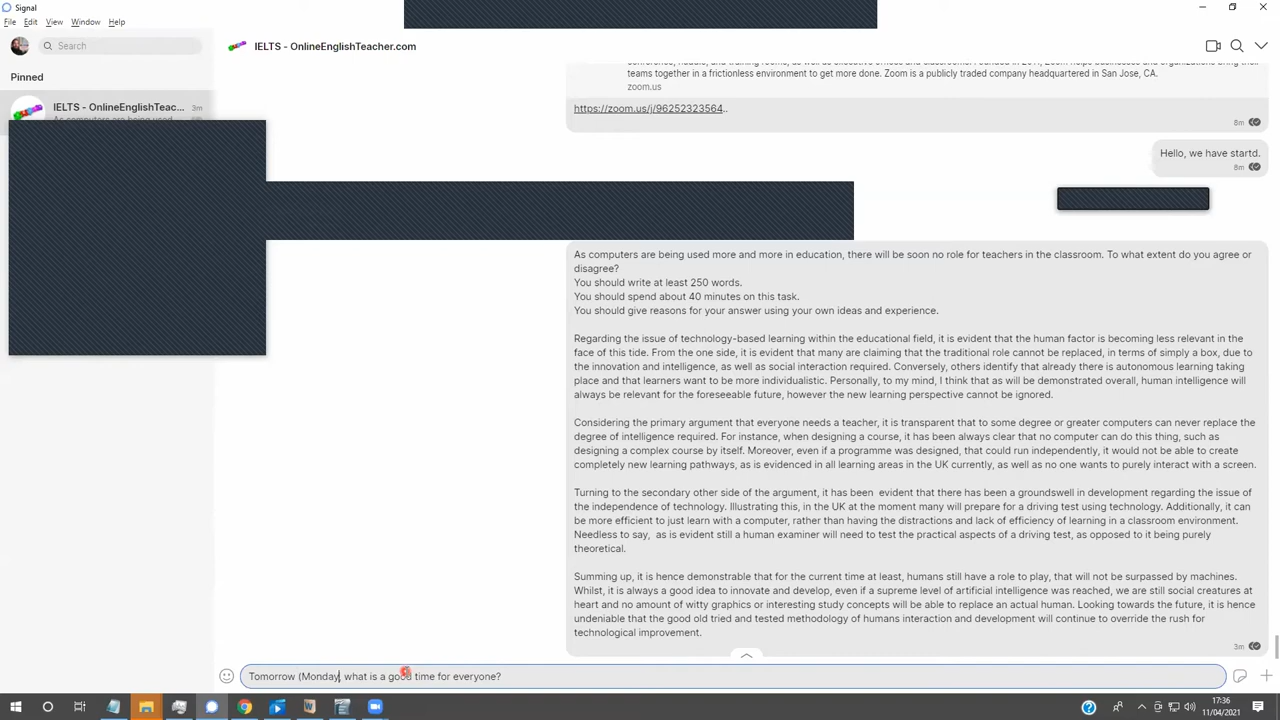 Signal
File Edit View Window Help
Search
IELTS - OnlineEnglishTeacher.com
Pinned
IELTS - OnlineEnglishTeac... 3m
As computers are being used
teams together in a frictionless environment to get more done. Zoom is a publicly traded company headquartered in San Jose, CA.
zoom.us
https://zoom.us/j/96252323564..
8m
Hello, we have startd.
8m
As computers are being used more and more in education, there will be soon no role for teachers in the classroom. To what extent do you agree or
disagree?
You should write at least 250 words.
You should spend about 40 minutes on this task.
You should give reasons for your answer using your own ideas and experience.
Regarding the issue of technology-based learning within the educational field, it is evident that the human factor is becoming less relevant in the
face of this tide. From the one side, it is evident that many are claiming that the traditional role cannot be replaced, in terms of simply a box, due to
the innovation and intelligence, as well as social interaction required. Conversely, others identify that already there is autonomous learning taking
place and that learners want to be more individualistic. Personally, to my mind, I think that as will be demonstrated overall, human intelligence will
always be relevant for the foreseeable future, however the new learning perspective cannot be ignored.
Considering the primary argument that everyone needs a teacher, it is transparent that to some degree or greater computers can never replace the
degree of intelligence required. For instance, when designing a course, it has been always clear that no computer can do this thing, such as
designing a complex course by itself. Moreover, even if a programme was designed, that could run independently, it would not be able to create
completely new learning pathways, as is evidenced in all learning areas in the UK currently, as well as no one wants to purely interact with a screen.
Turning to the secondary other side of the argument, it has been evident that there has been a groundswell in development regarding the issue of
the independence of technology. Illustrating this, in the UK at the moment many will prepare for a driving test using technology. Additionally, it can
be more efficient to just learn with a computer, rather than having the distractions and lack of efficiency of learning in a classroom environment.
Needless to say, as is evident still a human examiner will need to test the practical aspects of a driving test, as opposed to it being purely
theoretical.
Summing up, it is hence demonstrable that for the current time at least, humans still have a role to play, that will not be surpassed by machines.
Whilst, it is always a good idea to innovate and develop, even if a supreme level of artificial intelligence was reached, we are still social creatures at
heart and no amount of witty graphics or interesting study concepts will be able to replace an actual human. Looking towards the future, it is hence
undeniable that the good old tried and tested methodology of humans interaction and development will continue to override the rush for
technological improvement.
3m
Tomorrow (Monday, what is a good time for everyone?
17:36
11/04/2021